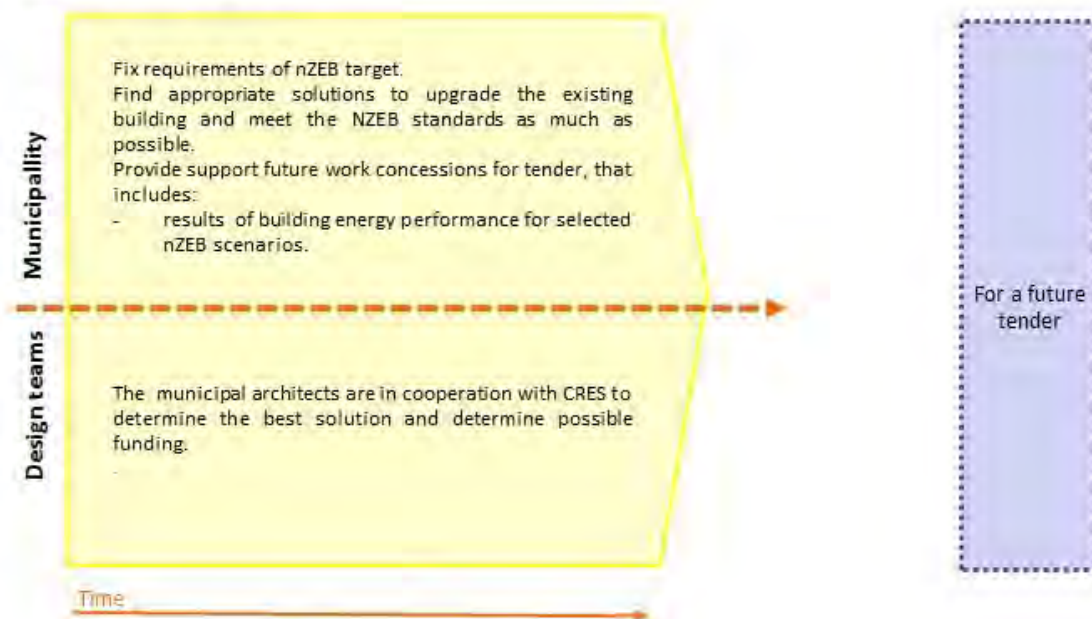 Municipallity
Fix requirements of nZEB target.
Find appropriate solutions to upgrade the existing
building and meet the NZEB standards as much as
possible.
Provide support future work concessions for tender, that
includes:
- results of building energy performance for selected
nZEB scenarios.
Design teams
The municipal architects are in cooperation with CRES to
determine the best solution and determine possible
funding.
.
Time
For a future
tender